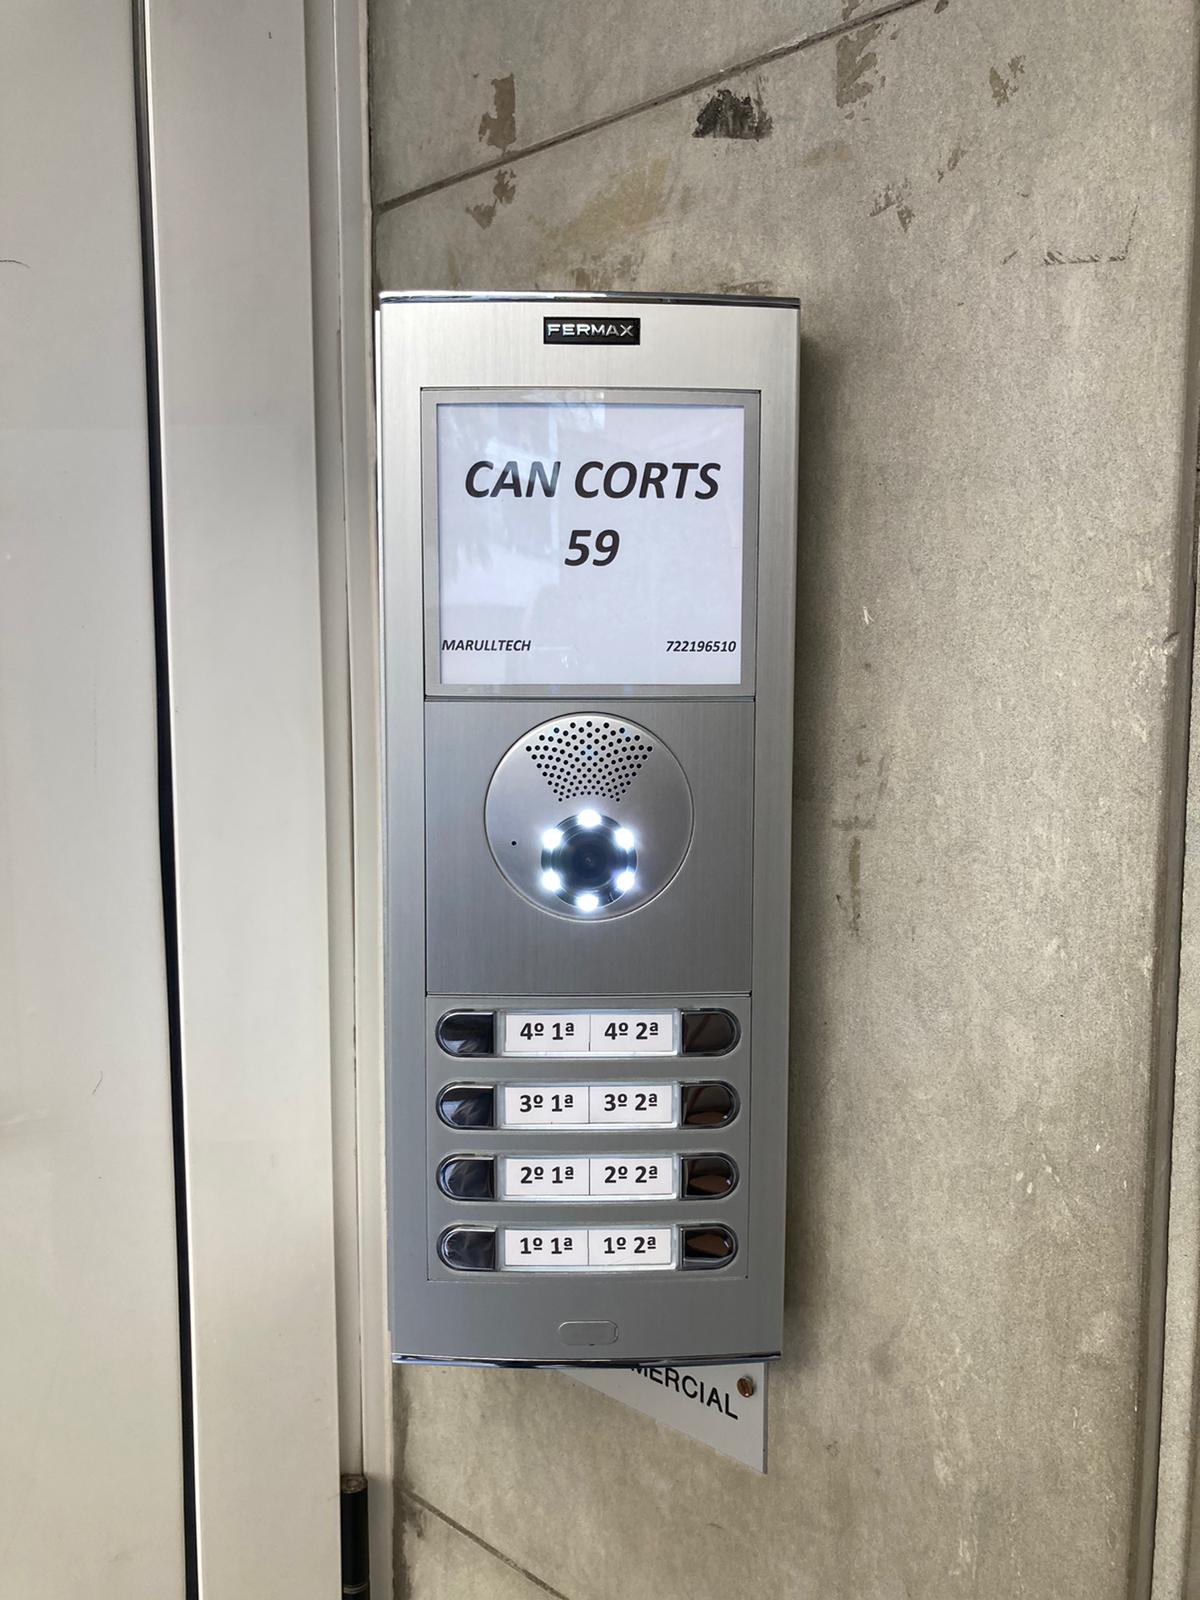 FERMAX
CAN CORTS
59
MARULLTECH 722196510
4º 1ª 4º 2ª
3º 1ª 3º 2ª
2º 1ª 2º 2ª
1º 1ª 1º 2ª
MERCIAL